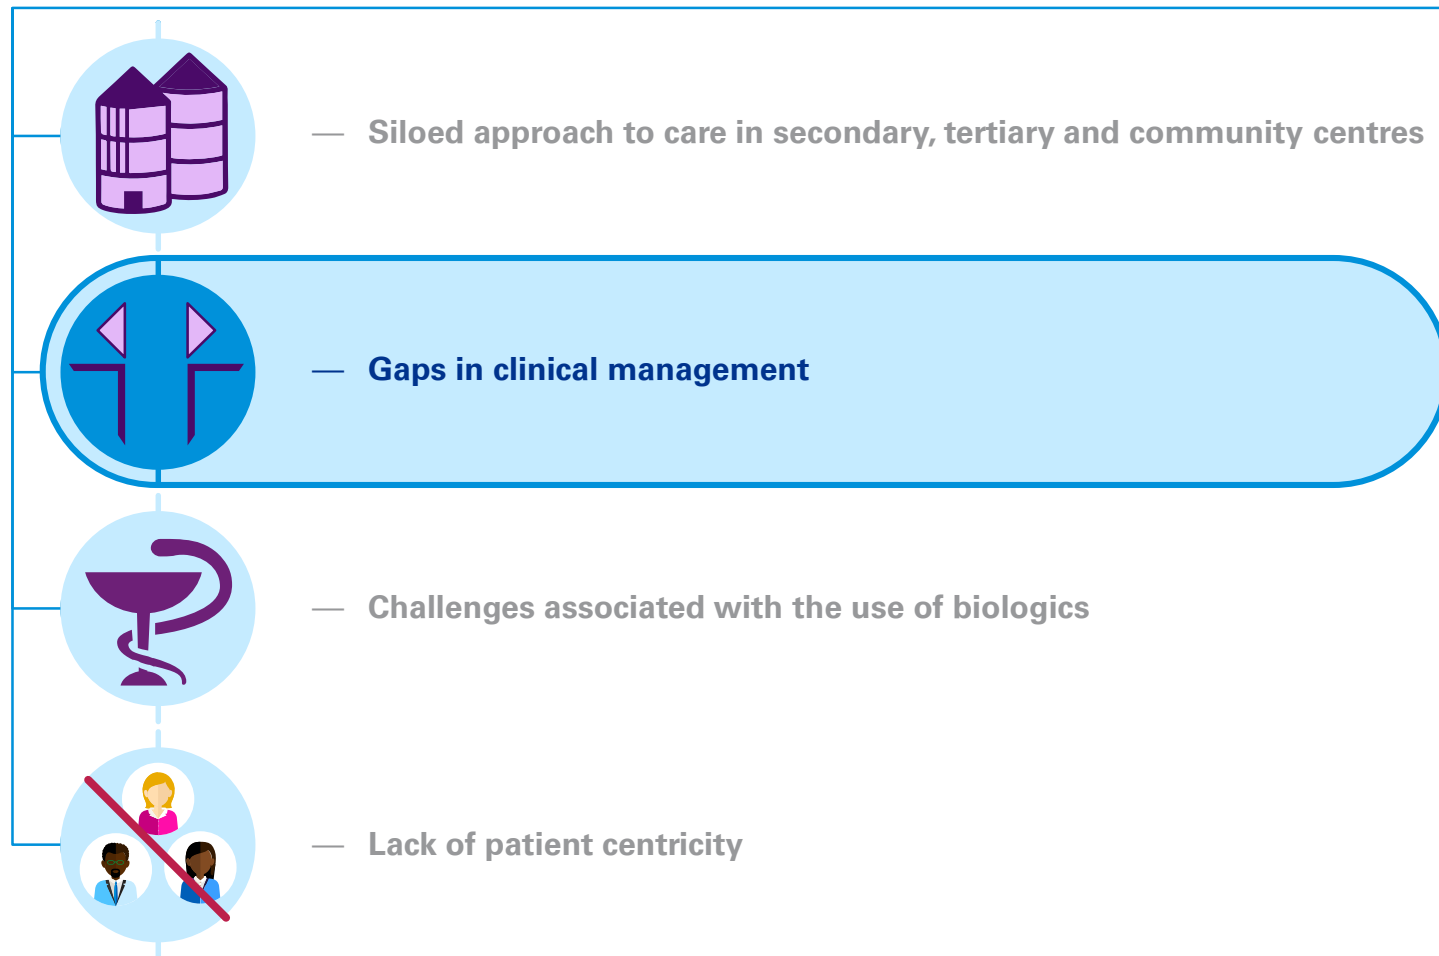 — Siloed approach to care in secondary, tertiary and community centres
— Gaps in clinical management
— Challenges associated with the use of biologics
— Lack of patient centricity